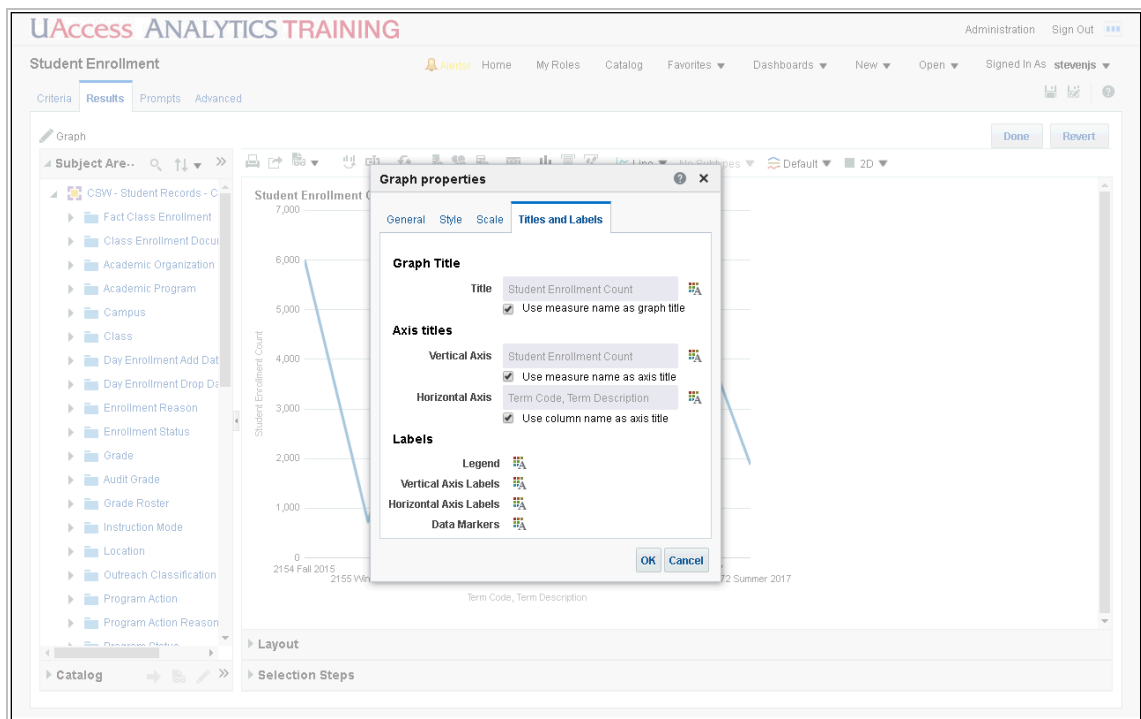 UAccess ANALYTICS TRAINING
Administration Sign Out
Student Enrollment
Alerts! Home My Roles Catalog Favorites Dashboards New Open Signed In As stevenjs
Criteria Results Prompts Advanced
Graph
Done Revert
Subject Are..
Line No Subtypes Default 2D
CSW - Student Records - C
Fact Class Enrollment
Class Enrollment Docu
Academic Organization
Academic Program
Campus
Class
Day Enrollment Add Dat
Day Enrollment Drop Da
Enrollment Reason
Enrollment Status
Grade
Audit Grade
Grade Roster
Instruction Mode
Location
Outreach Classification
Program Action
Program Action Reason
Program Status
Catalog
Student Enrollment C
7,000
6,000
5,000
4,000
3,000
2,000
1,000
0
Student Enrollment Count
2154 Fall 2015
2155 Win
72 Summer 2017
Term Code, Term Description
Graph properties
General Style Scale Titles and Labels
Graph Title
Title Student Enrollment Count
Use measure name as graph title
Axis titles
Vertical Axis Student Enrollment Count
Use measure name as axis title
Horizontal Axis Term Code, Term Description
Use column name as axis title
Labels
Legend
Vertical Axis Labels
Horizontal Axis Labels
Data Markers
OK Cancel
Layout
Selection Steps